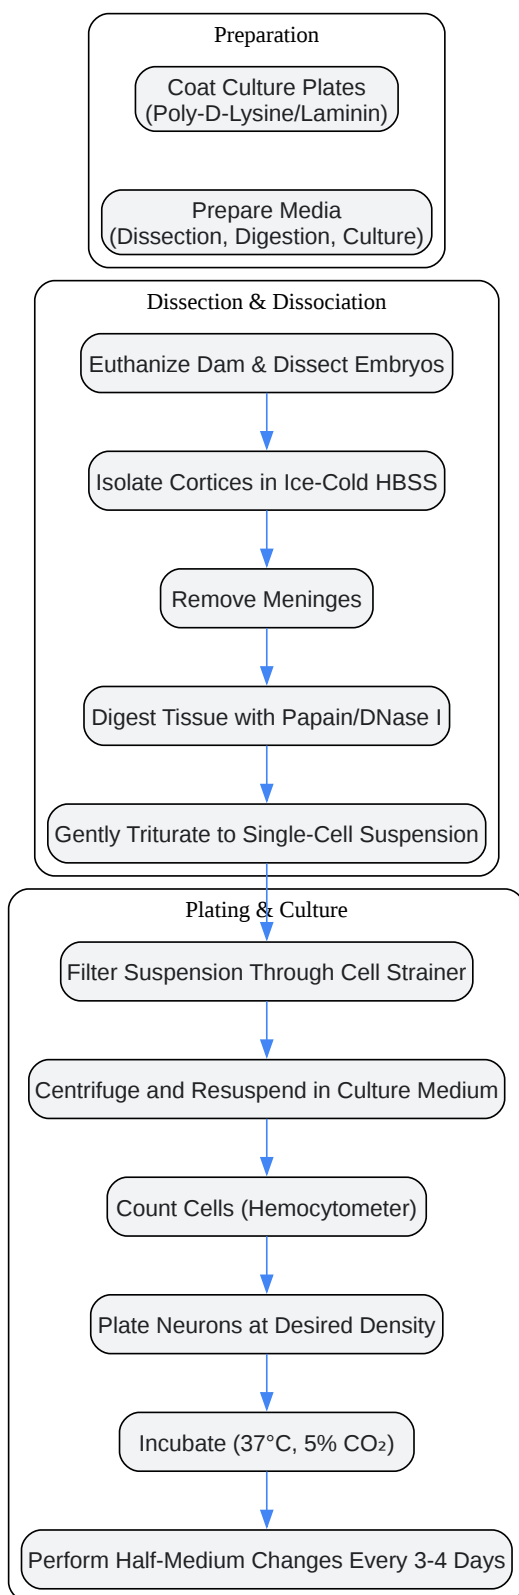 Preparation
Coat Culture Plates
(Poly-D-Lysine/Laminin)
Prepare Media
(Dissection, Digestion, Culture)
Dissection & Dissociation
Euthanize Dam & Dissect Embryos
Isolate Cortices in Ice-Cold HBSS
Remove Meninges
Digest Tissue with Papain/DNase I
Gently Triturate to Single-Cell Suspension
Plating & Culture
Filter Suspension Through Cell Strainer
Centrifuge and Resuspend in Culture Medium
Count Cells (Hemocytometer)
Plate Neurons at Desired Density
Incubate (37°C, 5% CO₂)
Perform Half-Medium Changes Every 3-4 Days